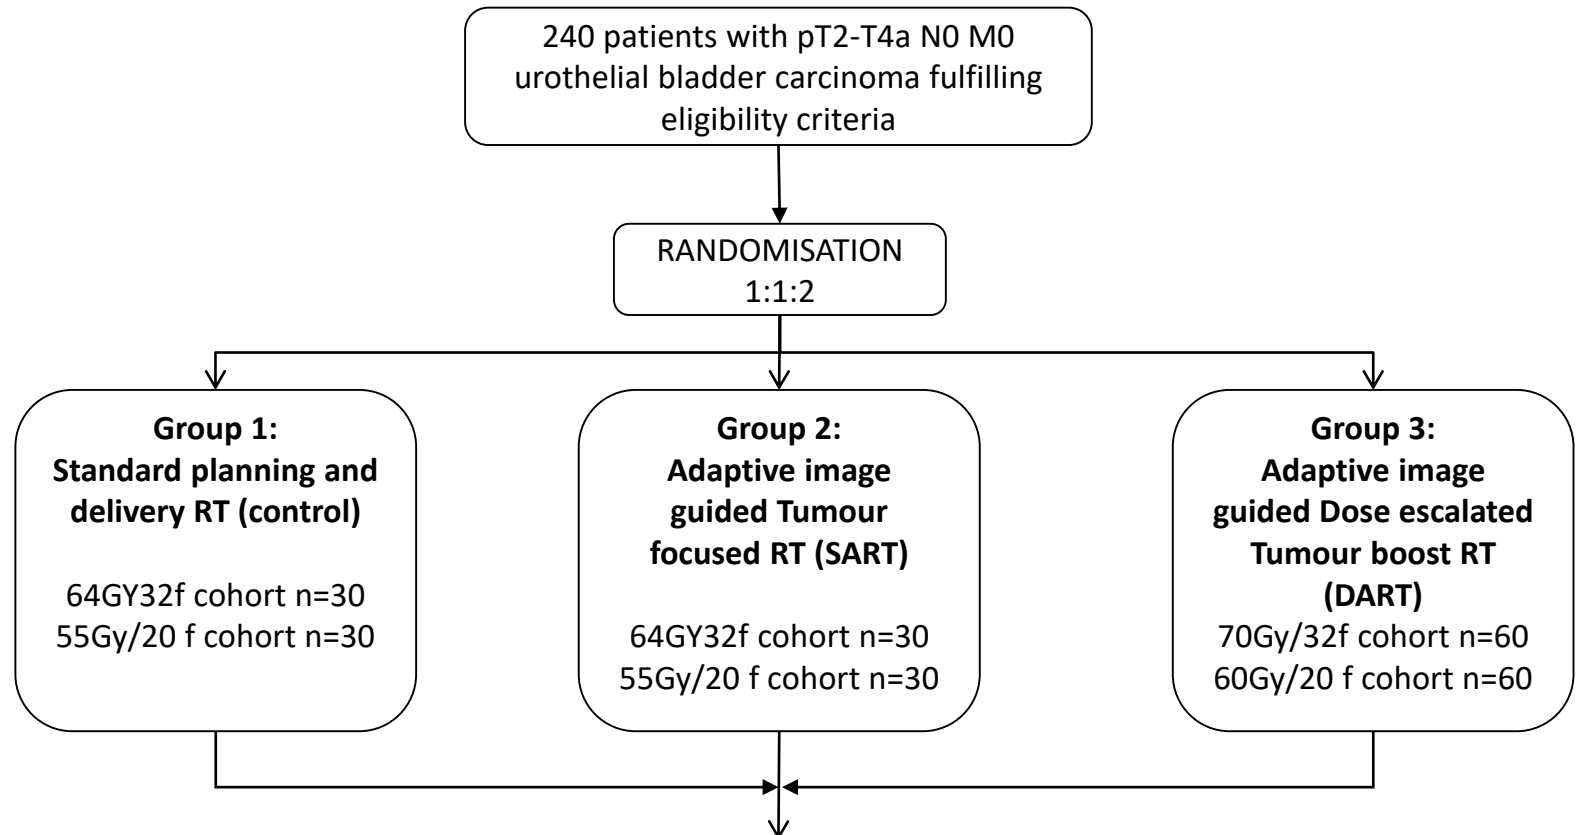 240 patients with pT2-T4a N0 M0
urothelial bladder carcinoma fulfilling
eligibility criteria
RANDOMISATION
1:1:2
Group 1:
Standard planning and
delivery RT (control)
64GY32f cohort n=30
55Gy/20 f cohort n=30
Group 2:
Adaptive image
guided Tumour
focused RT (SART)
64GY32f cohort n=30
55Gy/20 f cohort n=30
Group 3:
Adaptive image
guided Dose escalated
Tumour boost RT
(DART)
70Gy/32f cohort n=60
60Gy/20 f cohort n=60